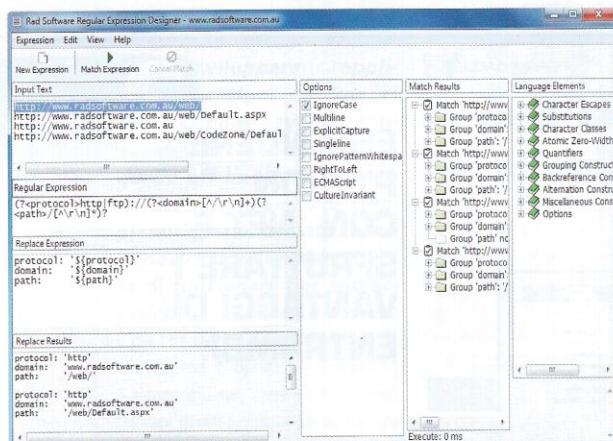 Rad Software Regular Expression Designer - www.radsoftware.com.au
Expression Edit View Help
New Expression Match Expression Cancel Match
Input Text
http://www.radsoftware.com.au/web/
http://www.radsoftware.com.au/web/Default.aspx
http://www.radsoftware.com.au
http://www.radsoftware.com.au/web/CodeZone/Defaul
Regular Expression
(?<protocol>http|ftp)://(?<domain>[^/\r\n]+)(?
<path>/[^\r\n]*)?
Replace Expression
protocol: '${protocol}'
domain: '${domain}'
path: '${path}'
Replace Results
protocol: 'http'
domain: 'www.radsoftware.com.au'
path: '/web/'
protocol: 'http'
domain: 'www.radsoftware.com.au'
path: '/web/Default.aspx'
Options
IgnoreCase
Multiline
ExplicitCapture
Singleline
IgnorePatternWhitespa
RightToLeft
ECMAScript
CultureInvariant
Match Results
Match 'http://www
Group 'protoco
Group 'domain':
Group 'path': '/
Match 'http://www
Group 'protoco
Group 'domain':
Group 'path': '/
Match 'http://www
Group 'protoco
Group 'domain':
Group 'path' no
Match 'http://www
Group 'protoco
Group 'domain':
Group 'path': '/
Execute: 0 ms
Language Elements
Character Escapes
Substitutions
Character Classes
Atomic Zero-Width
Quantifiers
Grouping Construct
Backreference Con
Alternation Constru
Miscellaneous Cons
Options